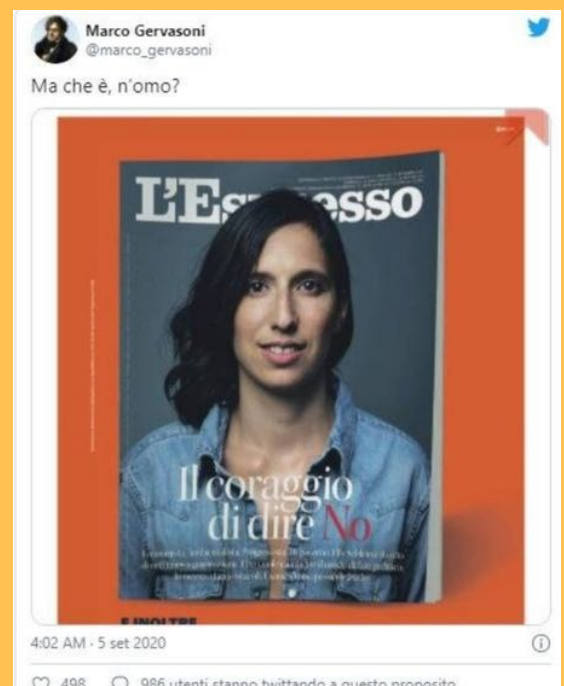 Marco Gervasoni
@marco_gervasoni
Ma che è, n'omo?
L'Espresso
Il coraggio
di dire No
E INOLTRE
4:02 AM · 5 set 2020
498 986 utenti stanno twittando a questo proposito